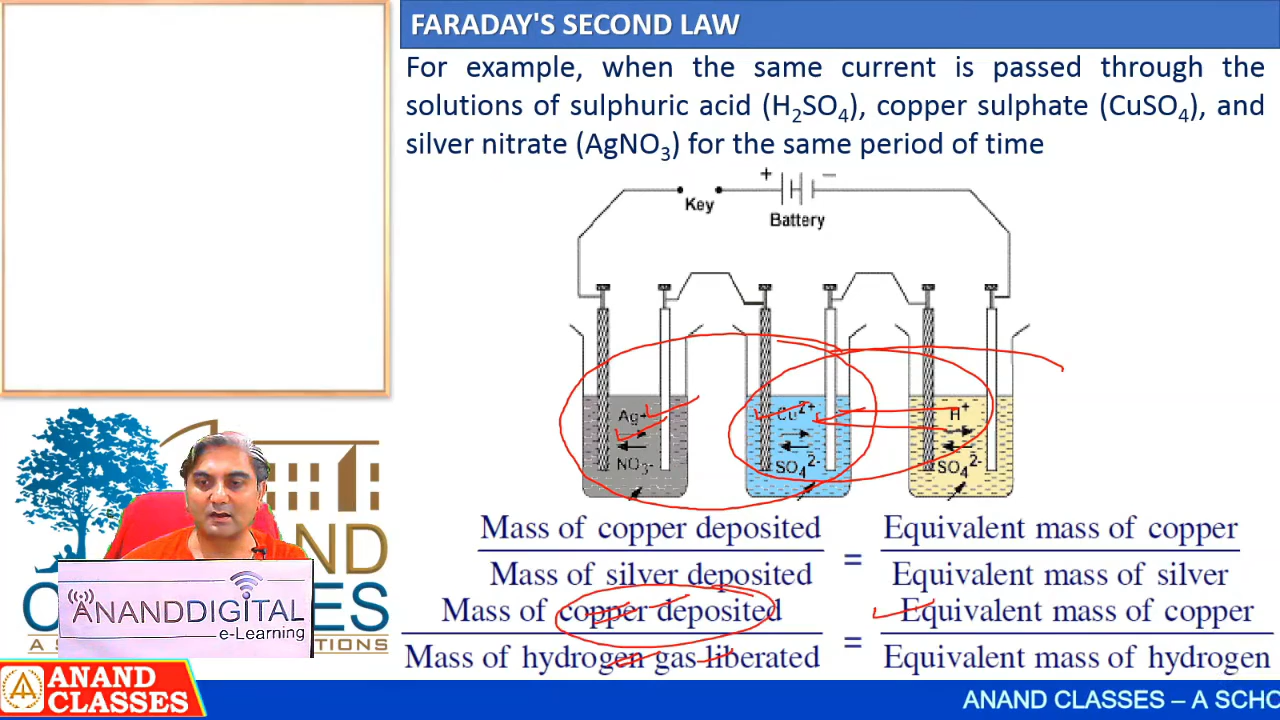 FARADAY'S SECOND LAW
For example, when the same current is passed through the
solutions of sulphuric acid (H₂SO₄), copper sulphate (CuSO₄), and
silver nitrate (AgNO₃) for the same period of time
+ −
Key
Battery
Ag+ Cu²⁺ H⁺
NO₃- SO₄²⁻ SO₄²⁻
Mass of copper deposited
Mass of silver deposited
=
Equivalent mass of copper
Equivalent mass of silver
Mass of copper deposited
Mass of hydrogen gas liberated
=
Equivalent mass of copper
Equivalent mass of hydrogen
ANANDDIGITAL
e-Learning
ANAND
CLASSES
ANAND CLASSES – A SCHO